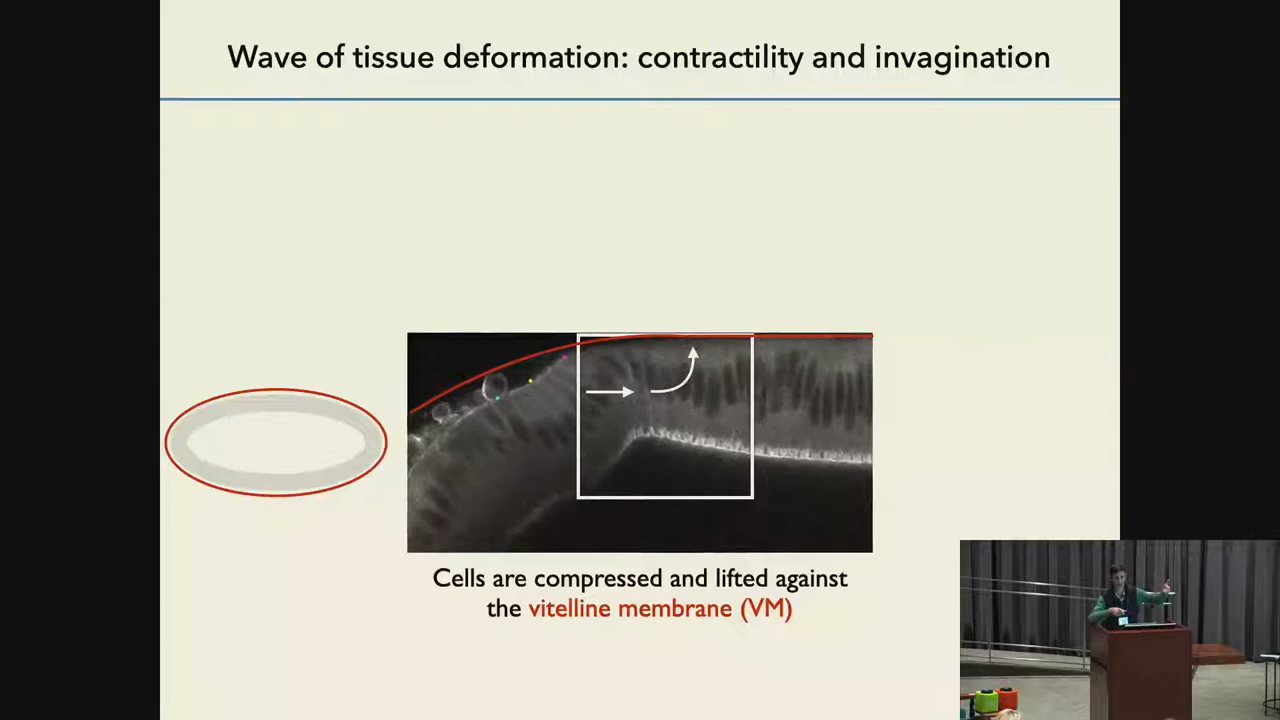 Wave of tissue deformation: contractility and invagination
Cells are compressed and lifted against
the vitelline membrane (VM)